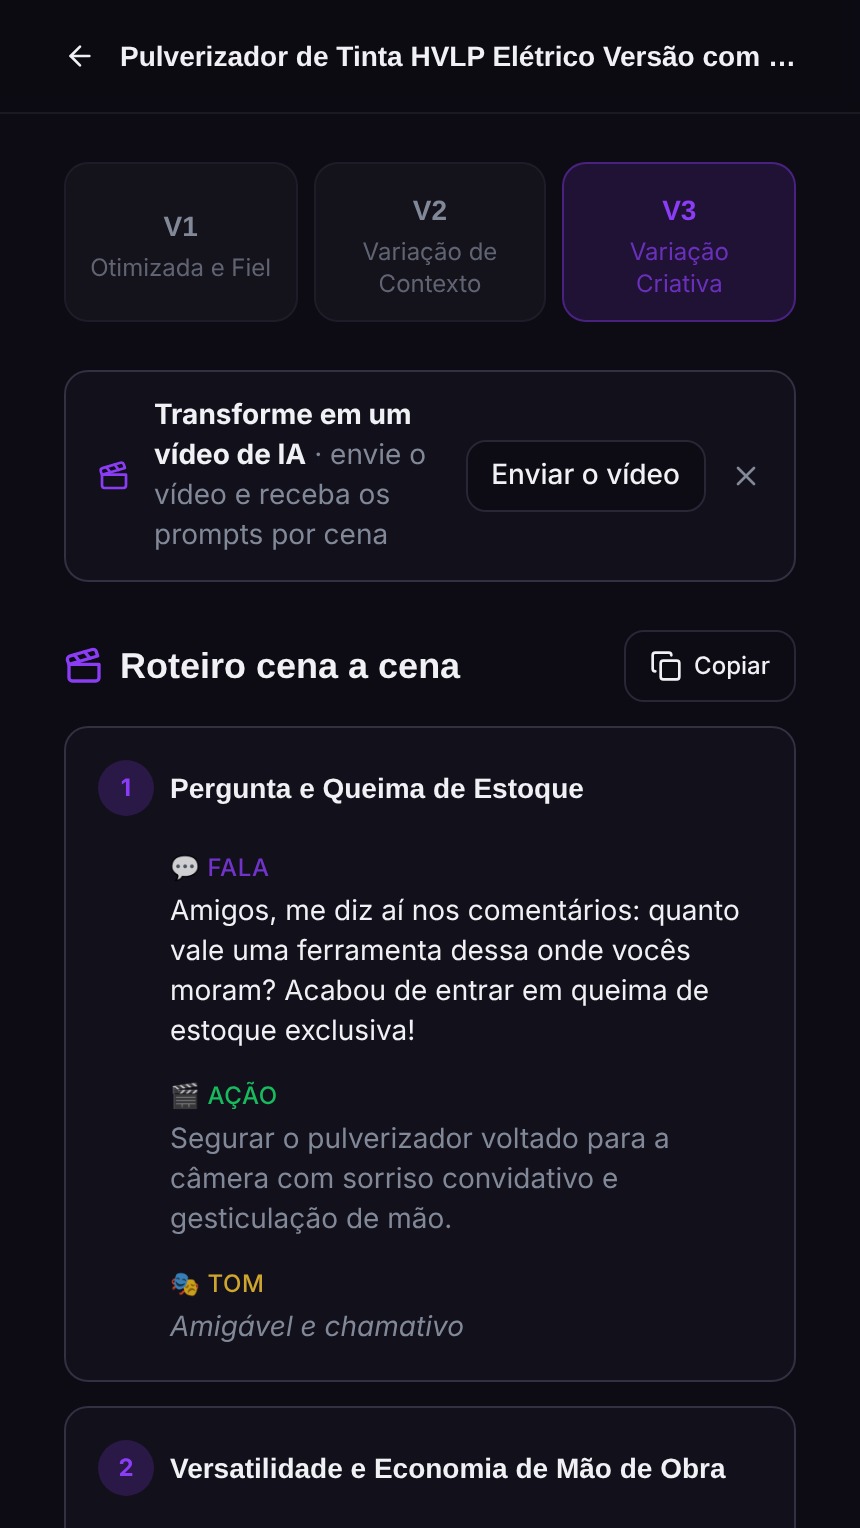 Pulverizador de Tinta HVLP Elétrico Versão com ...
V1
Otimizada e Fiel
V2
Variação de
Contexto
V3
Variação
Criativa
Transforme em um
vídeo de IA · envie o
vídeo e receba os
prompts por cena
Enviar o vídeo
Roteiro cena a cena
Copiar
1
Pergunta e Queima de Estoque
💬 FALA
Amigos, me diz aí nos comentários: quanto
vale uma ferramenta dessa onde vocês
moram? Acabou de entrar em queima de
estoque exclusiva!
🎬 AÇÃO
Segurar o pulverizador voltado para a
câmera com sorriso convidativo e
gesticulação de mão.
🎭 TOM
Amigável e chamativo
2
Versatilidade e Economia de Mão de Obra